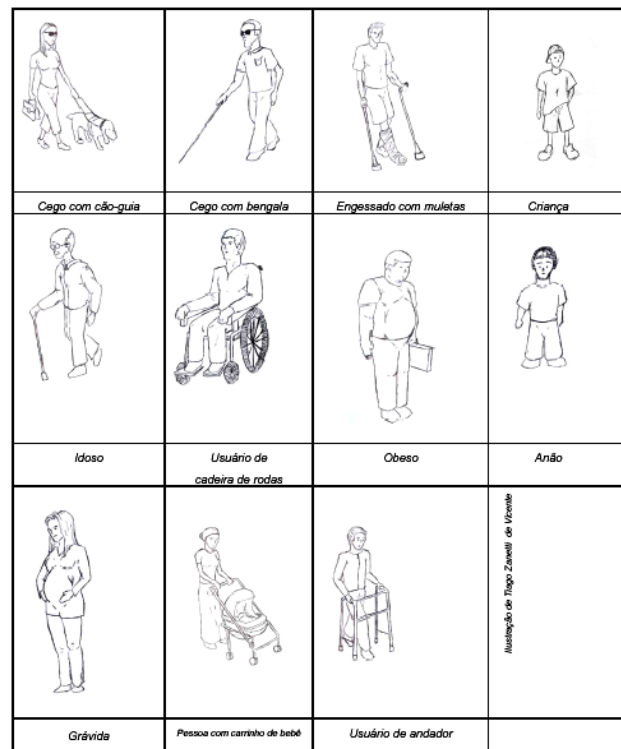 Cego com cão-guia
Cego com bengala
Engessado com muletas
Criança
Idoso
Usuário de
cadeira de rodas
Obeso
Anão
Grávida
Pessoa com carrinho de bebê
Usuário de andador
Ilustração de Tiago Zanetti de Vicente